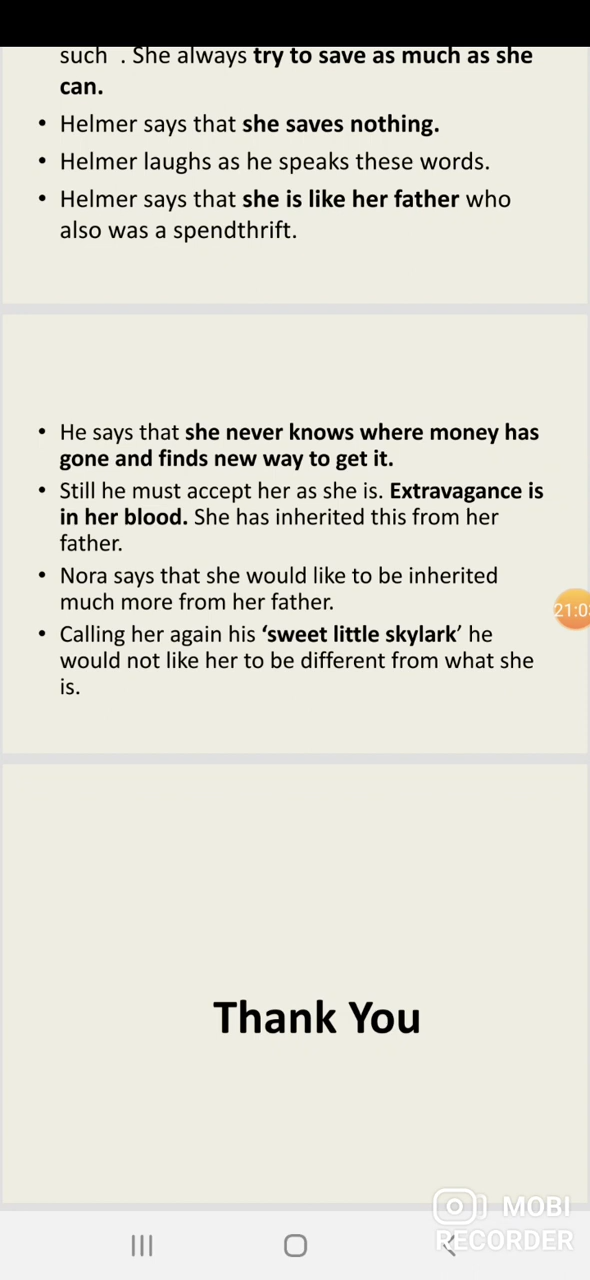 such . She always try to save as much as she
can.
• Helmer says that she saves nothing.
• Helmer laughs as he speaks these words.
• Helmer says that she is like her father who
also was a spendthrift.
• He says that she never knows where money has
gone and finds new way to get it.
• Still he must accept her as she is. Extravagance is
in her blood. She has inherited this from her
father.
• Nora says that she would like to be inherited
much more from her father.
21:0
• Calling her again his ‘sweet little skylark’ he
would not like her to be different from what she
is.
Thank You
MOBI
RECORDER